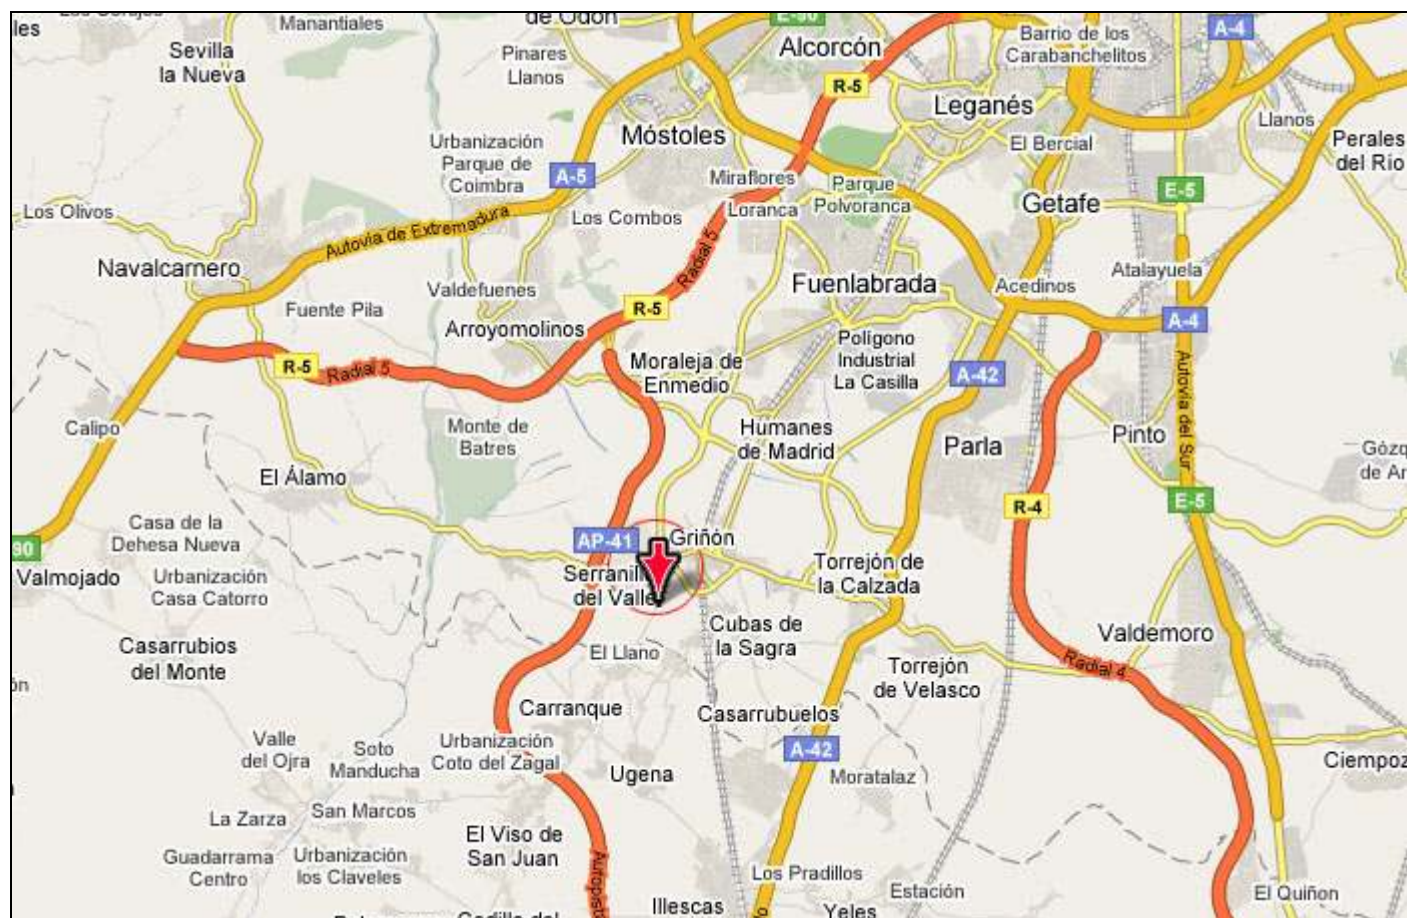 de Odón
E-90
Manantiales
Sevilla
la Nueva
Pinares
Llanos
Alcorcón
Barrio de los
Carabanchelitos
A-4
R-5
Leganés
Llanos
Móstoles
El Bercial
Perales
del Río
Urbanización
Parque de
Coimbra
A-5
Miraflores
Parque
Polvoranca
E-5
Los Olivos
Los Combos
Loranca
Getafe
Autovía de Extremadura
Radial 5
Navalcarnero
Valdefuenes
Fuenlabrada
Acedinos
Atalayuela
Fuente Pila
R-5
Arroyomolinos
A-4
Polígono
Industrial
La Casilla
R-5
Radial 5
Moraleja de
Enmedio
A-42
Autovía del Sur
Calipo
Monte de
Batres
Humanes
de Madrid
Parla
Pinto
El Álamo
R-4
E-5
Casa de la
Dehesa Nueva
AP-41
Griñón
90
Valmojado
Urbanización
Casa Catorro
del Valle
Torrejón de
la Calzada
Cubas de
la Sagra
Valdemoro
Casarrubios
del Monte
El Llano
Torrejón
de Velasco
Radial 4
Carranque
Casarrubuelos
Valle
del Ojra
Soto
Manducha
Urbanización
Coto del Zagal
A-42
Ugena
Moratalaz
La Zarza
San Marcos
El Viso de
San Juan
Guadarrama
Centro
Urbanización
los Claveles
Los Pradillos
Estación
El Quiñon
Illescas
Yeles